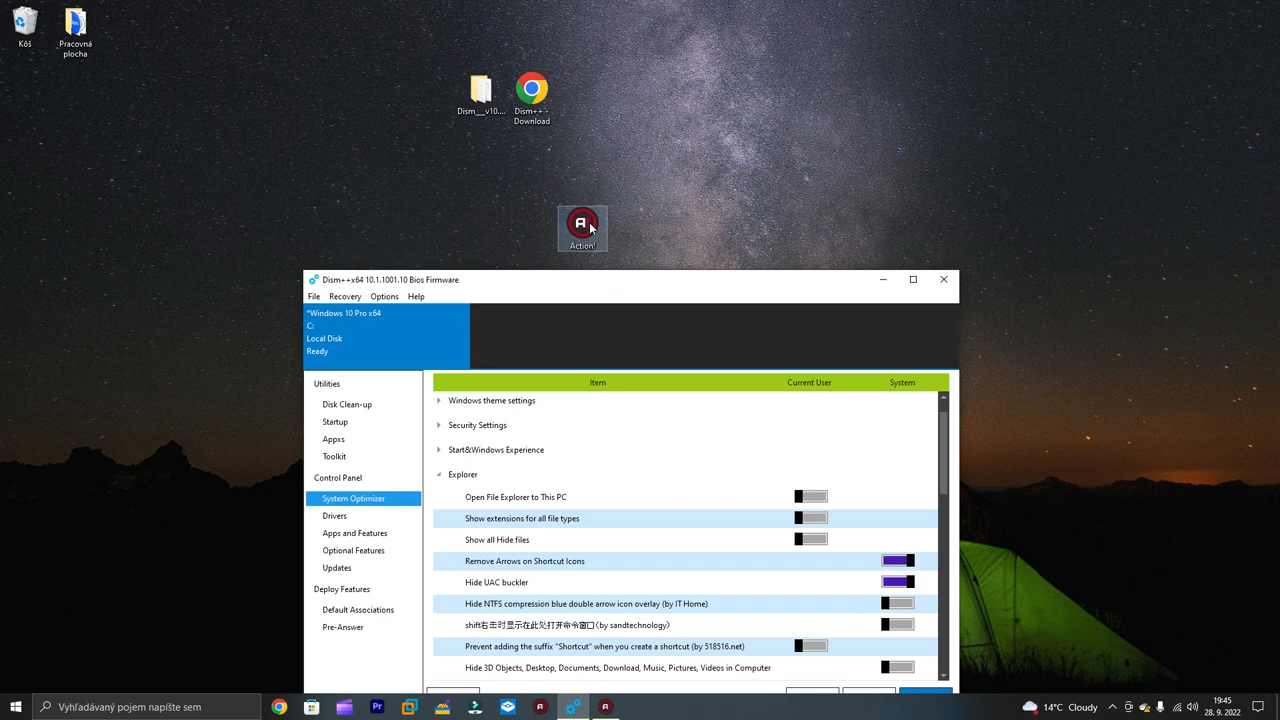 Kôš
Pracovná
plocha
Dism__v10....
Dism++ -
Download
A
Action!
Dism++x64 10.1.1001.10 Bios Firmware
File Recovery Options Help
*Windows 10 Pro x64
C:
Local Disk
Ready
Utilities
Disk Clean-up
Startup
Appxs
Toolkit
Control Panel
System Optimizer
Drivers
Apps and Features
Optional Features
Updates
Deploy Features
Default Associations
Pre-Answer
Item Current User System
Windows theme settings
Security Settings
Start&Windows Experience
Explorer
Open File Explorer to This PC
Show extensions for all file types
Show all Hide files
Remove Arrows on Shortcut Icons
Hide UAC buckler
Hide NTFS compression blue double arrow icon overlay (by IT Home)
shift右击时显示在此处打开命令窗口(by sandtechnology)
Prevent adding the suffix "Shortcut" when you create a shortcut (by 518516.net)
Hide 3D Objects, Desktop, Documents, Download, Music, Pictures, Videos in Computer
Vyhľadávaný pojem napíšte sem
Pr
A
A
14°C Cloudy
19:45
28. 9. 2022